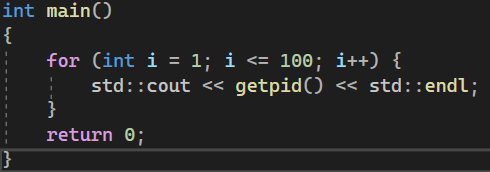 int main()
{
    for (int i = 1; i <= 100; i++) {
        std::cout << getpid() << std::endl;
    }
    return 0;
}